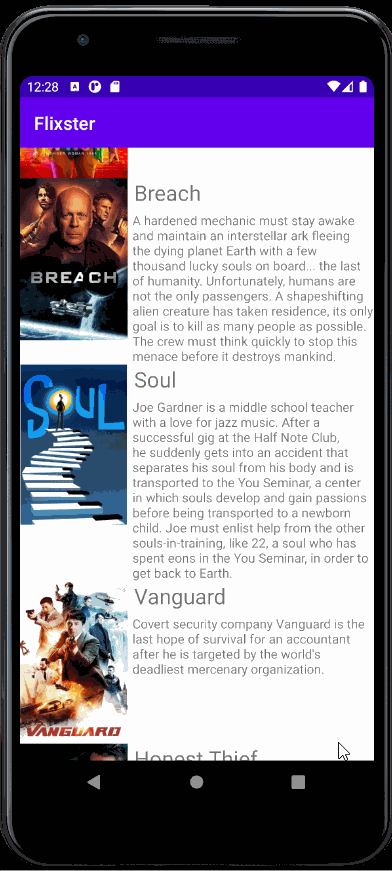 12:28
Flixster
WONDER WOMAN 1984
BREACH
Breach
A hardened mechanic must stay awake
and maintain an interstellar ark fleeing
the dying planet Earth with a few
thousand lucky souls on board... the last
of humanity. Unfortunately, humans are
not the only passengers. A shapeshifting
alien creature has taken residence, its only
goal is to kill as many people as possible.
The crew must think quickly to stop this
menace before it destroys mankind.
SOUL
Soul
Joe Gardner is a middle school teacher
with a love for jazz music. After a
successful gig at the Half Note Club,
he suddenly gets into an accident that
separates his soul from his body and is
transported to the You Seminar, a center
in which souls develop and gain passions
before being transported to a newborn
child. Joe must enlist help from the other
souls-in-training, like 22, a soul who has
spent eons in the You Seminar, in order to
get back to Earth.
VANGUARD
Vanguard
Covert security company Vanguard is the
last hope of survival for an accountant
after he is targeted by the world's
deadliest mercenary organization.
Honest Thief